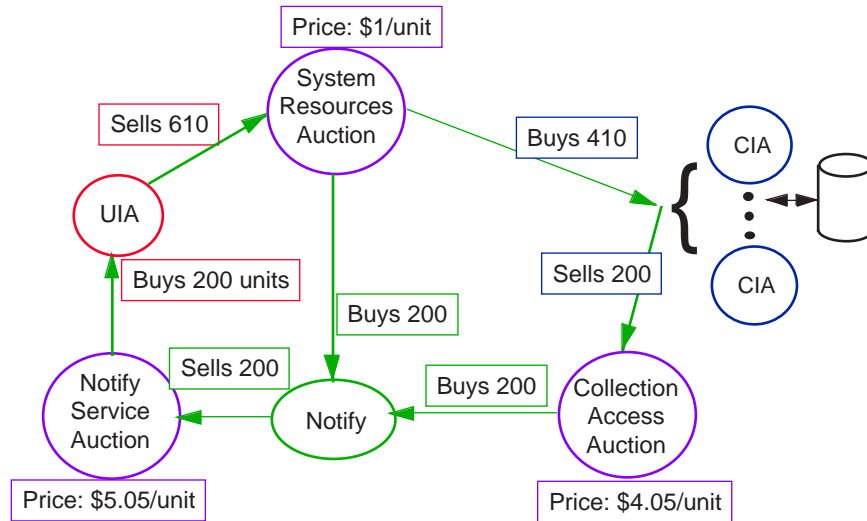 Price: $1/unit
System
Resources
Auction
Sells 610
Buys 410
CIA
UIA
Buys 200 units
Sells 200
CIA
Buys 200
Sells 200
Buys 200
Notify
Service
Auction
Notify
Collection
Access
Auction
Price: $5.05/unit
Price: $4.05/unit